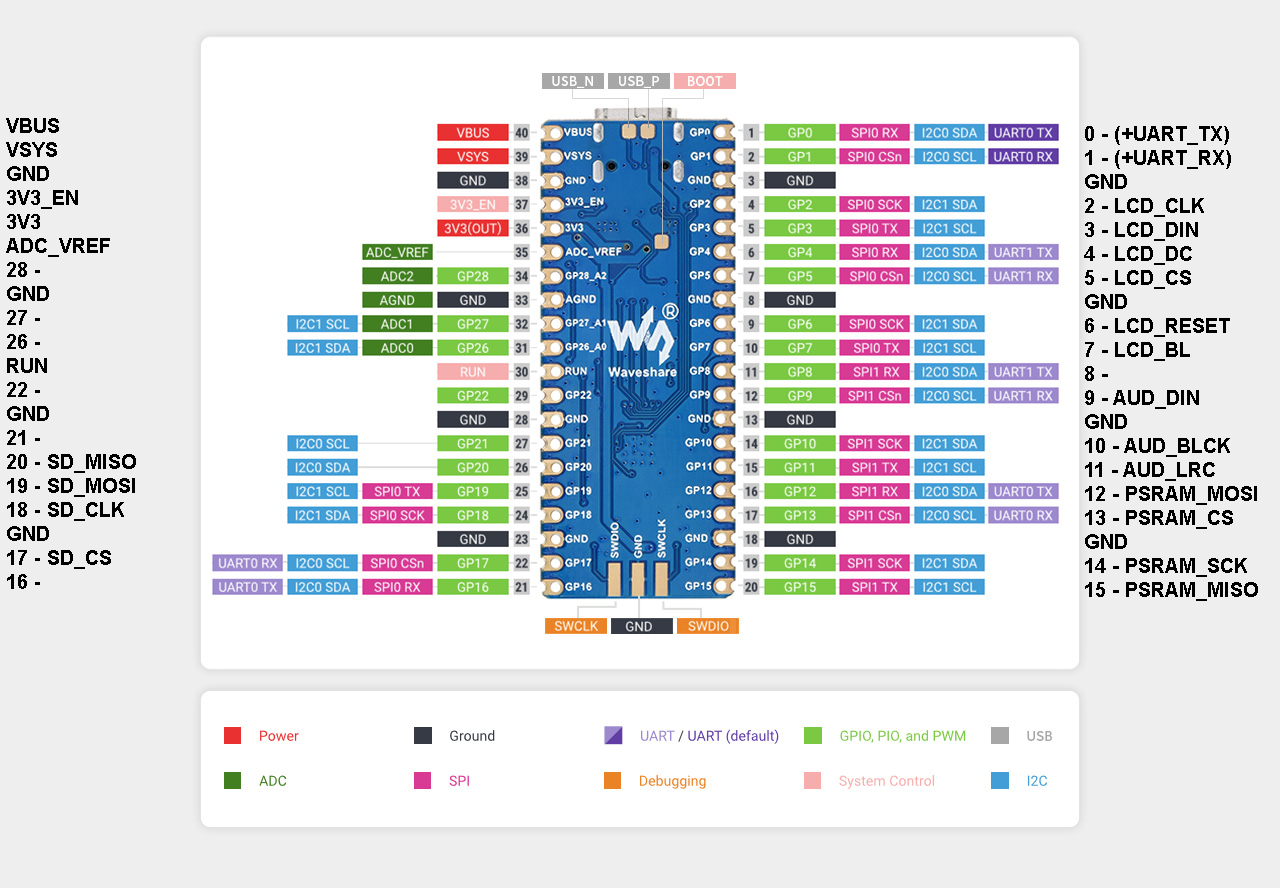 USB_N USB_P BOOT
VBUS VBUS 40 VBUS GP0 1 GP0 SPI0 RX I2C0 SDA UART0 TX 0 - (+UART_TX)
VSYS VSYS 39 VSYS GP1 2 GP1 SPI0 CSn I2C0 SCL UART0 RX 1 - (+UART_RX)
GND GND 38 GND GND 3 GND GND
3V3_EN 3V3_EN 37 3V3_EN GP2 4 GP2 SPI0 SCK I2C1 SDA 2 - LCD_CLK
3V3 3V3(OUT) 36 3V3 GP3 5 GP3 SPI0 TX I2C1 SCL 3 - LCD_DIN
ADC_VREF ADC_VREF 35 ADC_VREF GP4 6 GP4 SPI0 RX I2C0 SDA UART1 TX 4 - LCD_DC
28 - ADC2 GP28 34 GP28_A2 GP5 7 GP5 SPI0 CSn I2C0 SCL UART1 RX 5 - LCD_CS
GND AGND GND 33 AGND GND 8 GND GND
27 - I2C1 SCL ADC1 GP27 32 GP27_A1 GP6 9 GP6 SPI0 SCK I2C1 SDA 6 - LCD_RESET
26 - I2C1 SDA ADC0 GP26 31 GP26_A0 GP7 10 GP7 SPI0 TX I2C1 SCL 7 - LCD_BL
RUN RUN 30 RUN Waveshare ® GP8 11 GP8 SPI1 RX I2C0 SDA UART1 TX 8 -
22 - GP22 29 GP22 GP9 12 GP9 SPI1 CSn I2C0 SCL UART1 RX 9 - AUD_DIN
GND GND 28 GND GND 13 GND GND
21 - I2C0 SCL GP21 27 GP21 GP10 14 GP10 SPI1 SCK I2C1 SDA 10 - AUD_BLCK
20 - SD_MISO I2C0 SDA GP20 26 GP20 GP11 15 GP11 SPI1 TX I2C1 SCL 11 - AUD_LRC
19 - SD_MOSI I2C1 SCL SPI0 TX GP19 25 GP19 GP12 16 GP12 SPI1 RX I2C0 SDA UART0 TX 12 - PSRAM_MOSI
18 - SD_CLK I2C1 SDA SPI0 SCK GP18 24 GP18 GP13 17 GP13 SPI1 CSn I2C0 SCL UART0 RX 13 - PSRAM_CS
GND GND 23 GND SWDIO GND SWCLK GND 18 GND GND
17 - SD_CS UART0 RX I2C0 SCL SPI0 CSn GP17 22 GP17 GP14 19 GP14 SPI1 SCK I2C1 SDA 14 - PSRAM_SCK
16 - UART0 TX I2C0 SDA SPI0 RX GP16 21 GP16 GP15 20 GP15 SPI1 TX I2C1 SCL 15 - PSRAM_MISO
SWCLK GND SWDIO
Power Ground UART / UART (default) GPIO, PIO, and PWM USB
ADC SPI Debugging System Control I2C